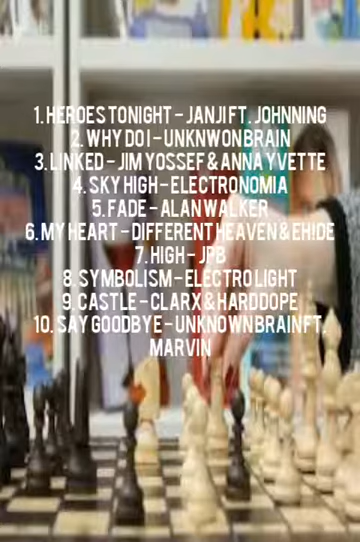 1. HEROES TONIGHT - JANJI FT. JOHNNING
2. WHY DO I - UNKNWON BRAIN
3. LINKED - JIM YOSSEF & ANNA YVETTE
4. SKY HIGH - ELECTRONOMIA
5. FADE - ALAN WALKER
6. MY HEART - DIFFERENT HEAVEN & EH!DE
7. HIGH - JPB
8. SYMBOLISM - ELECTRO LIGHT
9. CASTLE - CLARX & HARDDOPE
10. SAY GOODBYE - UNKNOWN BRAIN FT.
MARVIN